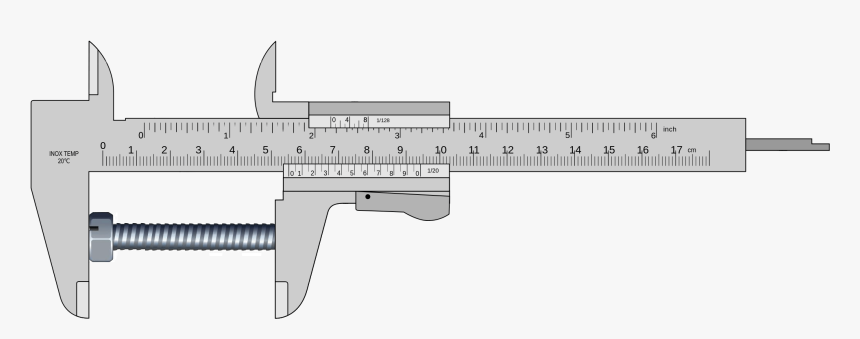 0 4 8 1/128
0 1 2 3 4 5 6 inch
INOX TEMP
20℃
0 1 2 3 4 5 6 7 8 9 10 11 12 13 14 15 16 17 cm
0 1 2 3 4 5 6 7 8 9 0 1/20